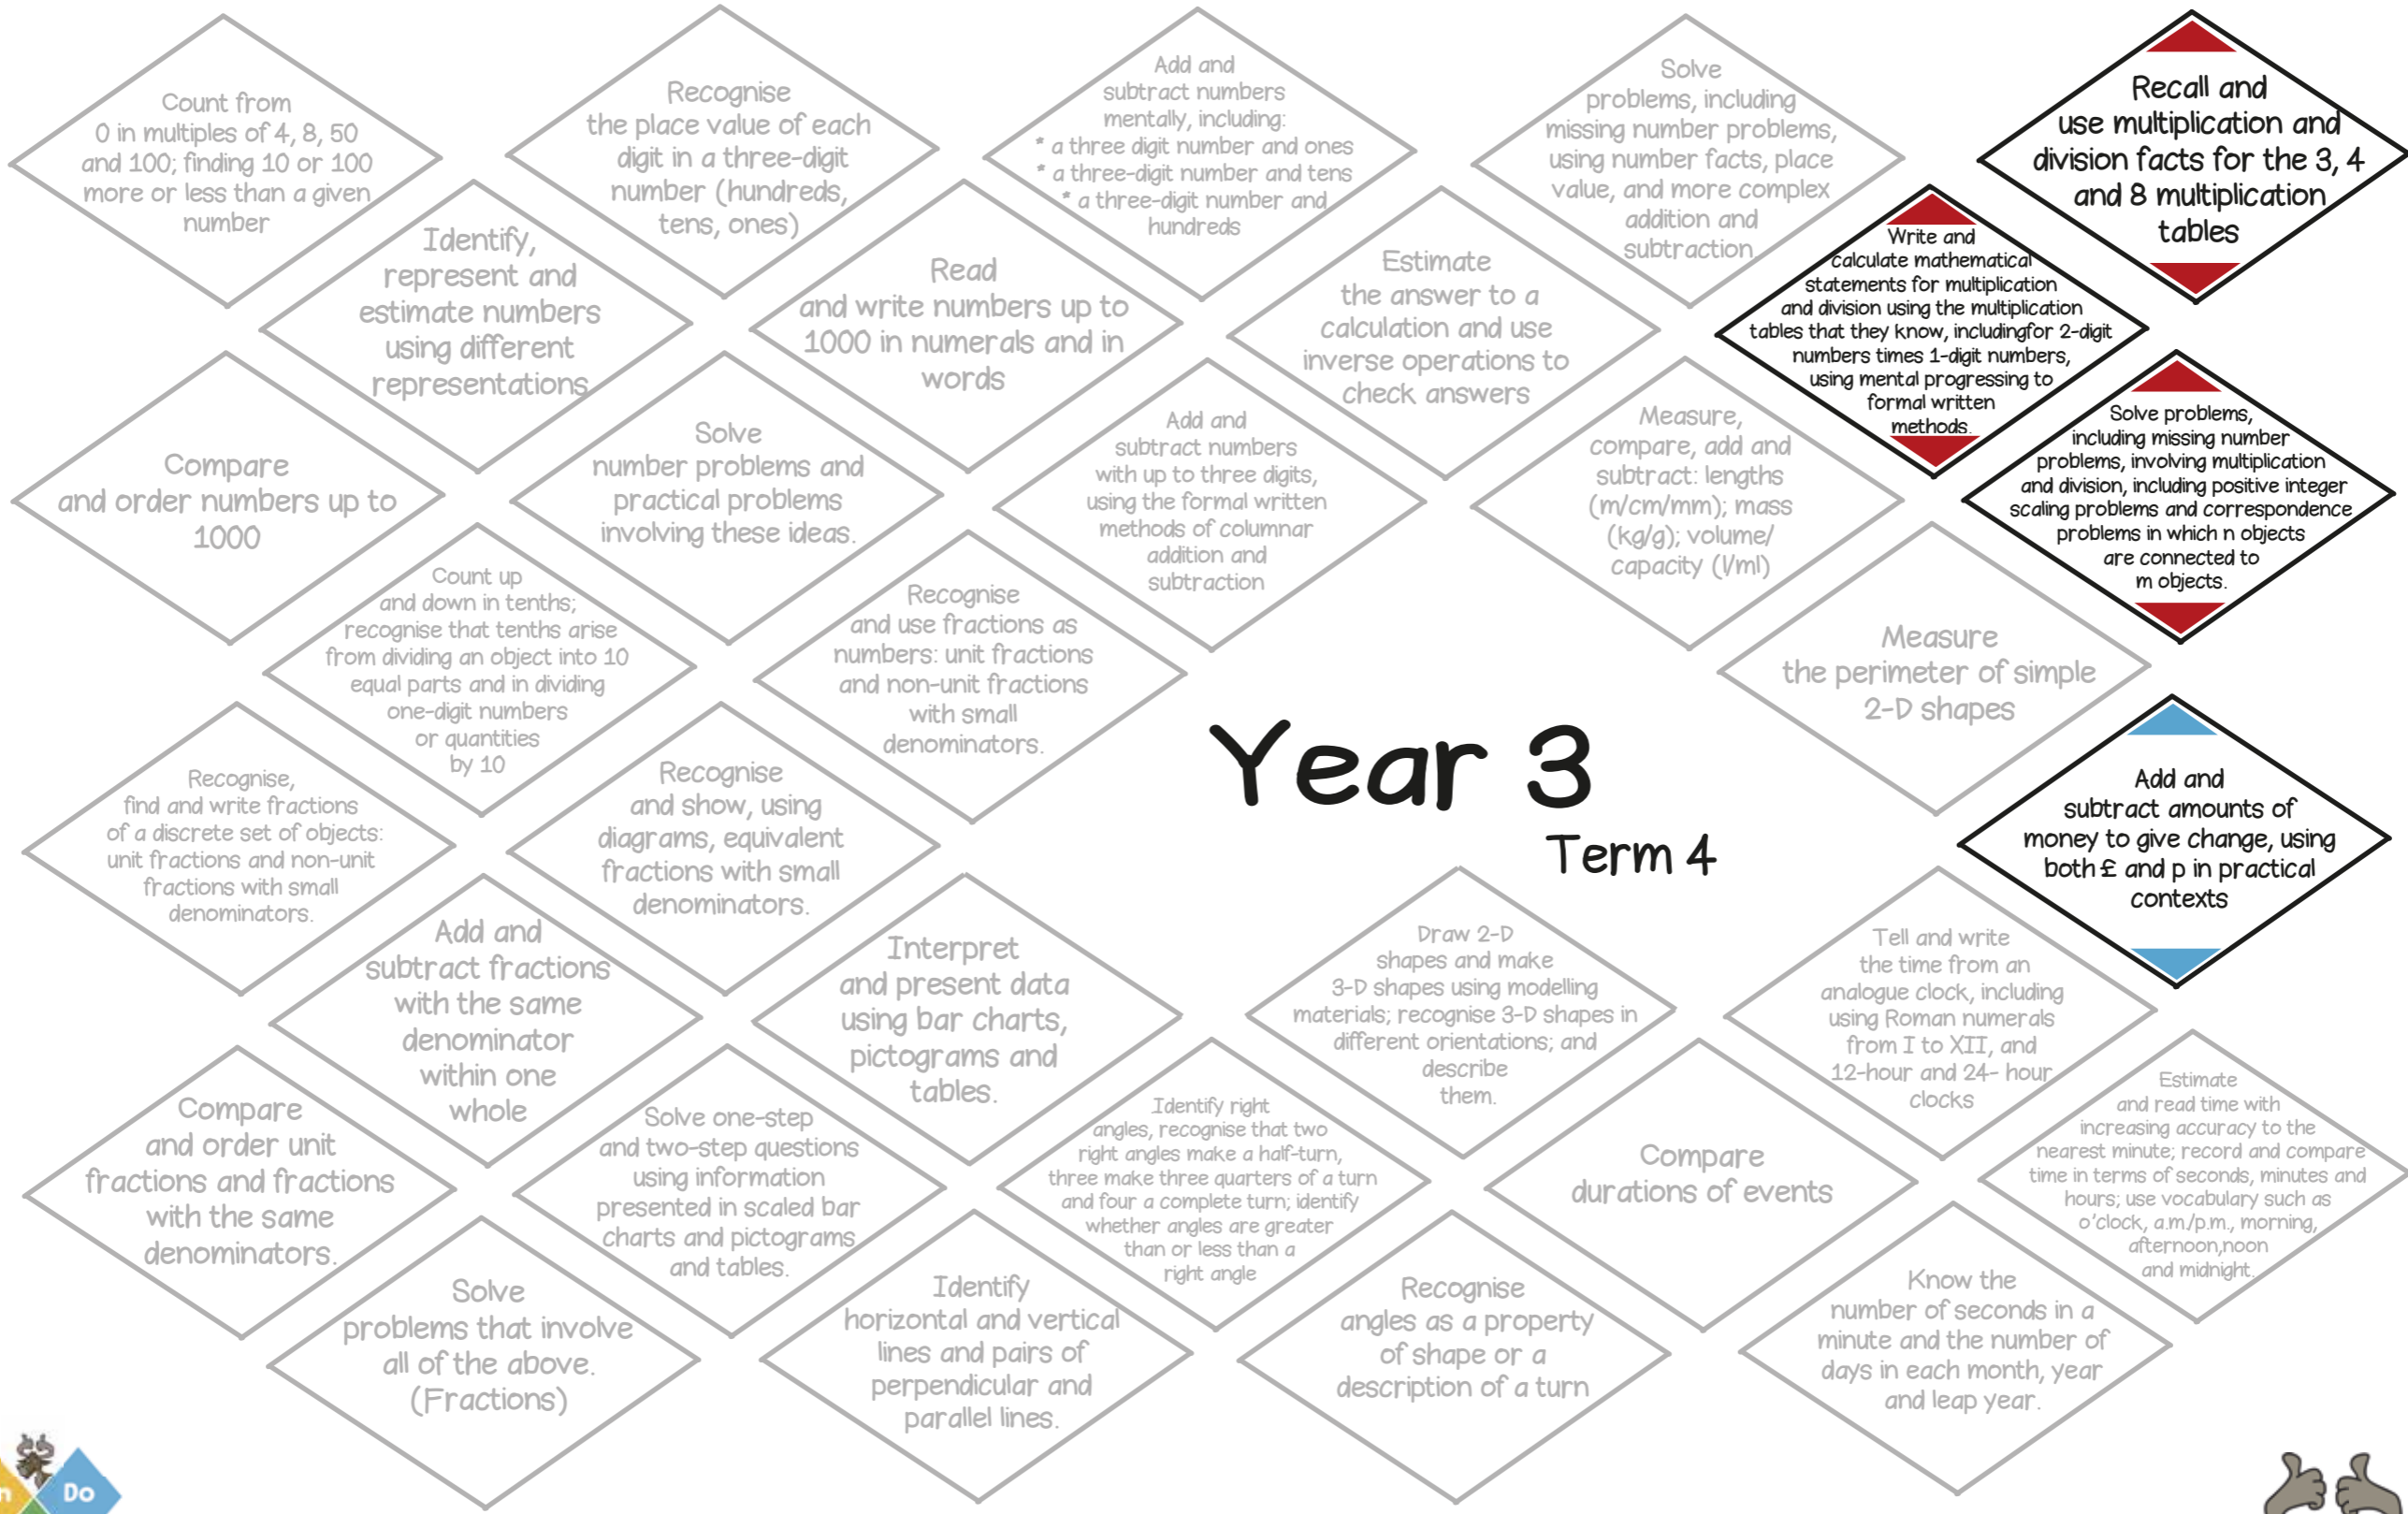 Count from
0 in multiples of 4, 8, 50
and 100; finding 10 or 100
more or less than a given
number
Recognise
the place value of each
digit in a three-digit
number (hundreds,
tens, ones)
Add and
subtract numbers
mentally, including:
* a three digit number and ones
* a three-digit number and tens
* a three-digit number and
hundreds
Solve
problems, including
missing number problems,
using number facts, place
value, and more complex
addition and
subtraction
Recall and
use multiplication and
division facts for the 3, 4
and 8 multiplication
tables
Identify,
represent and
estimate numbers
using different
representations
Read
and write numbers up to
1000 in numerals and in
words
Estimate
the answer to a
calculation and use
inverse operations to
check answers
Write and
calculate mathematical
statements for multiplication
and division using the multiplication
tables that they know, includingfor 2-digit
numbers times 1-digit numbers,
using mental progressing to
formal written
methods.
Compare
and order numbers up to
1000
Solve
number problems and
practical problems
involving these ideas.
Add and
subtract numbers
with up to three digits,
using the formal written
methods of columnar
addition and
subtraction
Measure,
compare, add and
subtract: lengths
(m/cm/mm); mass
(kg/g); volume/
capacity (l/ml)
Solve problems,
including missing number
problems, involving multiplication
and division, including positive integer
scaling problems and correspondence
problems in which n objects
are connected to
m objects.
Count up
and down in tenths;
recognise that tenths arise
from dividing an object into 10
equal parts and in dividing
one-digit numbers
or quantities
by 10
Recognise
and use fractions as
numbers: unit fractions
and non-unit fractions
with small
denominators.
Measure
the perimeter of simple
2-D shapes
Year 3
Term 4
Recognise,
find and write fractions
of a discrete set of objects:
unit fractions and non-unit
fractions with small
denominators.
Recognise
and show, using
diagrams, equivalent
fractions with small
denominators.
Add and
subtract amounts of
money to give change, using
both £ and p in practical
contexts
Add and
subtract fractions
with the same
denominator
within one
whole
Interpret
and present data
using bar charts,
pictograms and
tables.
Draw 2-D
shapes and make
3-D shapes using modelling
materials; recognise 3-D shapes in
different orientations; and
describe
them.
Tell and write
the time from an
analogue clock, including
using Roman numerals
from I to XII, and
12-hour and 24- hour
clocks
Compare
and order unit
fractions and fractions
with the same
denominators.
Solve one-step
and two-step questions
using information
presented in scaled bar
charts and pictograms
and tables.
Identify right
angles, recognise that two
right angles make a half-turn,
three make three quarters of a turn
and four a complete turn; identify
whether angles are greater
than or less than a
right angle
Compare
durations of events
Estimate
and read time with
increasing accuracy to the
nearest minute; record and compare
time in terms of seconds, minutes and
hours; use vocabulary such as
o'clock, a.m./p.m., morning,
afternoon,noon
and midnight.
Solve
problems that involve
all of the above.
(Fractions)
Identify
horizontal and vertical
lines and pairs of
perpendicular and
parallel lines.
Recognise
angles as a property
of shape or a
description of a turn
Know the
number of seconds in a
minute and the number of
days in each month, year
and leap year.
Do